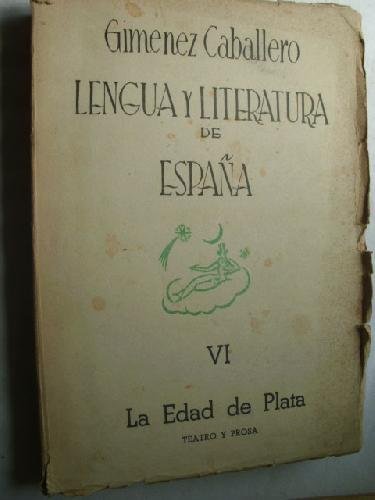 Gimenez Caballero
LENGUA Y LITERATURA
DE
ESPAÑA
VI
La Edad de Plata
TEATRO Y PROSA